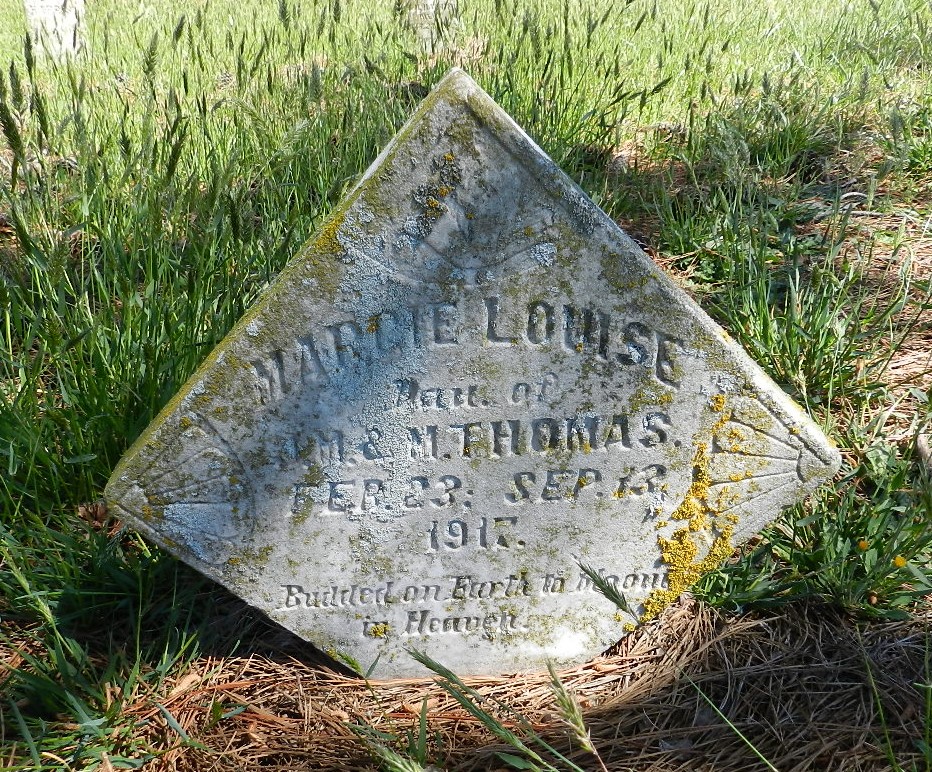 MARGIE LOUISE
Dau. of
M. & M. THOMAS.
FEB. 23; SEP. 13,
1917.
Budded on Earth to bloom
in Heaven.